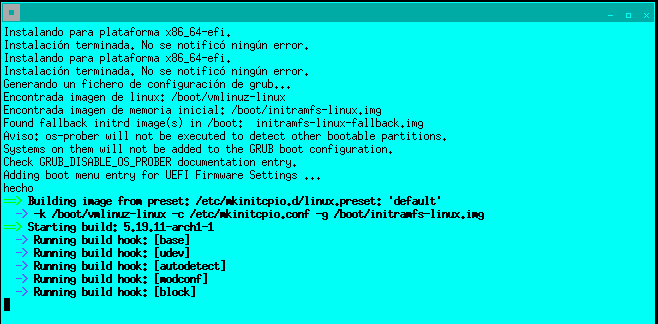 Instalando para plataforma x86_64-efi.
Instalación terminada. No se notificó ningún error.
Instalando para plataforma x86_64-efi.
Instalación terminada. No se notificó ningún error.
Generando un fichero de configuración de grub...
Encontrada imagen de linux: /boot/vmlinuz-linux
Encontrada imagen de memoria inicial: /boot/initramfs-linux.img
Found fallback initrd image(s) in /boot:  initramfs-linux-fallback.img
Aviso: os-prober will not be executed to detect other bootable partitions.
Systems on them will not be added to the GRUB boot configuration.
Check GRUB_DISABLE_OS_PROBER documentation entry.
Adding boot menu entry for UEFI Firmware Settings ...
hecho
==> Building image from preset: /etc/mkinitcpio.d/linux.preset: 'default'
  -> -k /boot/vmlinuz-linux -c /etc/mkinitcpio.conf -g /boot/initramfs-linux.img
==> Starting build: 5.19.11-arch1-1
  -> Running build hook: [base]
  -> Running build hook: [udev]
  -> Running build hook: [autodetect]
  -> Running build hook: [modconf]
  -> Running build hook: [block]